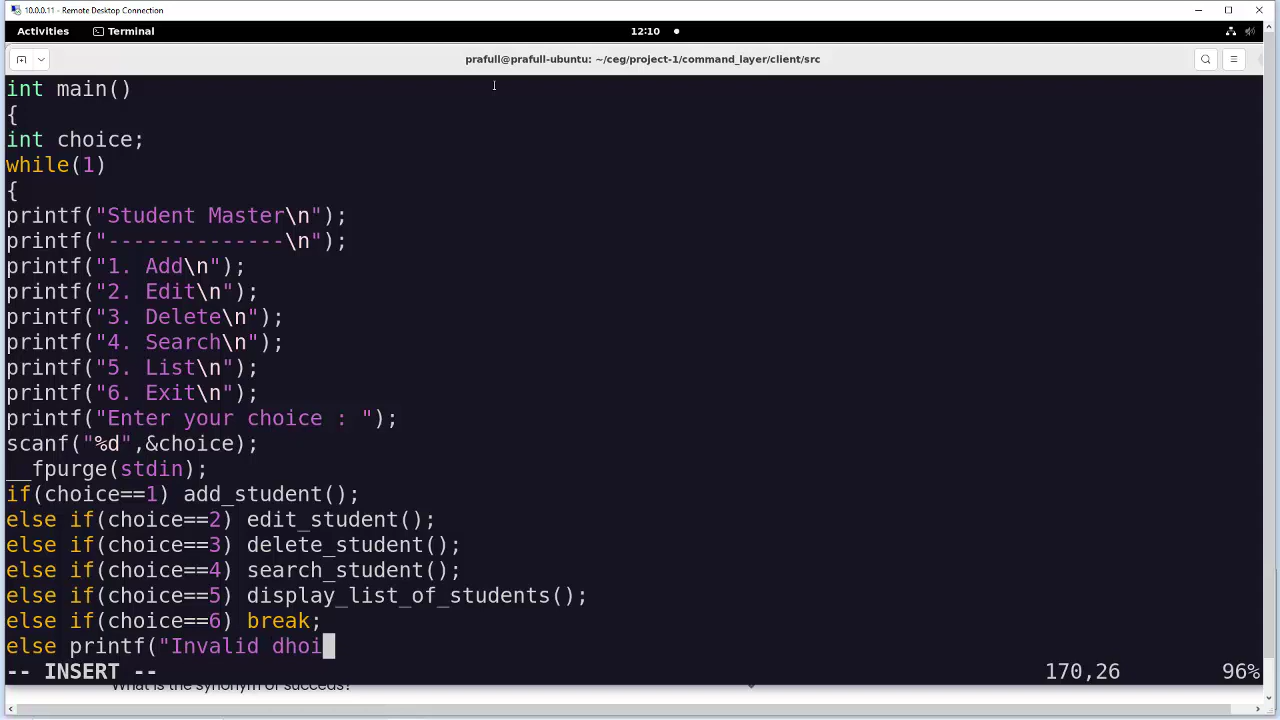 10.0.0.11 - Remote Desktop Connection
Activities Terminal 12:10
prafull@prafull-ubuntu: ~/ceg/project-1/command_layer/client/src
int main()
{
int choice;
while(1)
{
printf("Student Master\n");
printf("--------------\n");
printf("1. Add\n");
printf("2. Edit\n");
printf("3. Delete\n");
printf("4. Search\n");
printf("5. List\n");
printf("6. Exit\n");
printf("Enter your choice : ");
scanf("%d",&choice);
__fpurge(stdin);
if(choice==1) add_student();
else if(choice==2) edit_student();
else if(choice==3) delete_student();
else if(choice==4) search_student();
else if(choice==5) display_list_of_students();
else if(choice==6) break;
else printf("Invalid dhoi
-- INSERT -- 170,26 96%
What is the synonym of succeds?